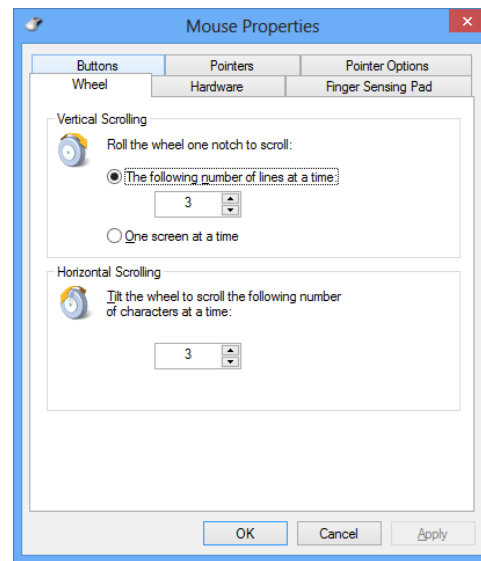 Mouse Properties
Buttons Pointers Pointer Options
Wheel Hardware Finger Sensing Pad
Vertical Scrolling
Roll the wheel one notch to scroll:
The following number of lines at a time:
3
One screen at a time
Horizontal Scrolling
Tilt the wheel to scroll the following number
of characters at a time:
3
OK Cancel Apply